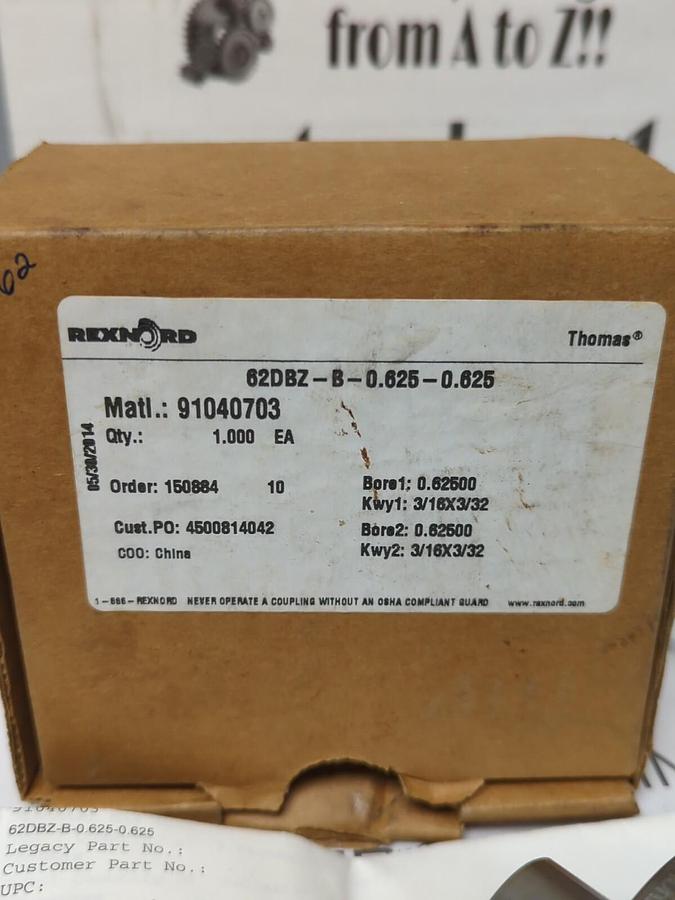 from A to Z!!
62
REXNORD Thomas®
62DBZ-B-0.625-0.625
Matl.: 91040703
Qty.: 1.000 EA
05/30/2014
Order: 150884 10
Bore1: 0.62500
Kwy1: 3/16X3/32
Cust.PO: 4500814042
Bore2: 0.62500
COO: China
Kwy2: 3/16X3/32
1-866-REXNORD NEVER OPERATE A COUPLING WITHOUT AN OSHA COMPLIANT GUARD www.rexnord.com
91040703
62DBZ-B-0.625-0.625
Legacy Part No.:
Customer Part No.:
UPC: